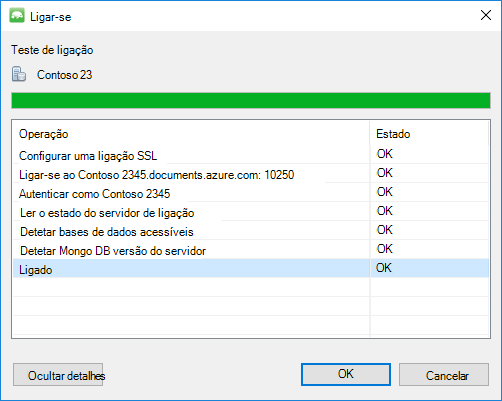 Ligar-se
Teste de ligação
Contoso 23
Operação Estado
Configurar uma ligação SSL OK
Ligar-se ao Contoso 2345.documents.azure.com: 10250 OK
Autenticar como Contoso 2345 OK
Ler o estado do servidor de ligação OK
Detetar bases de dados acessíveis OK
Detetar Mongo DB versão do servidor OK
Ligado OK
Ocultar detalhes OK Cancelar